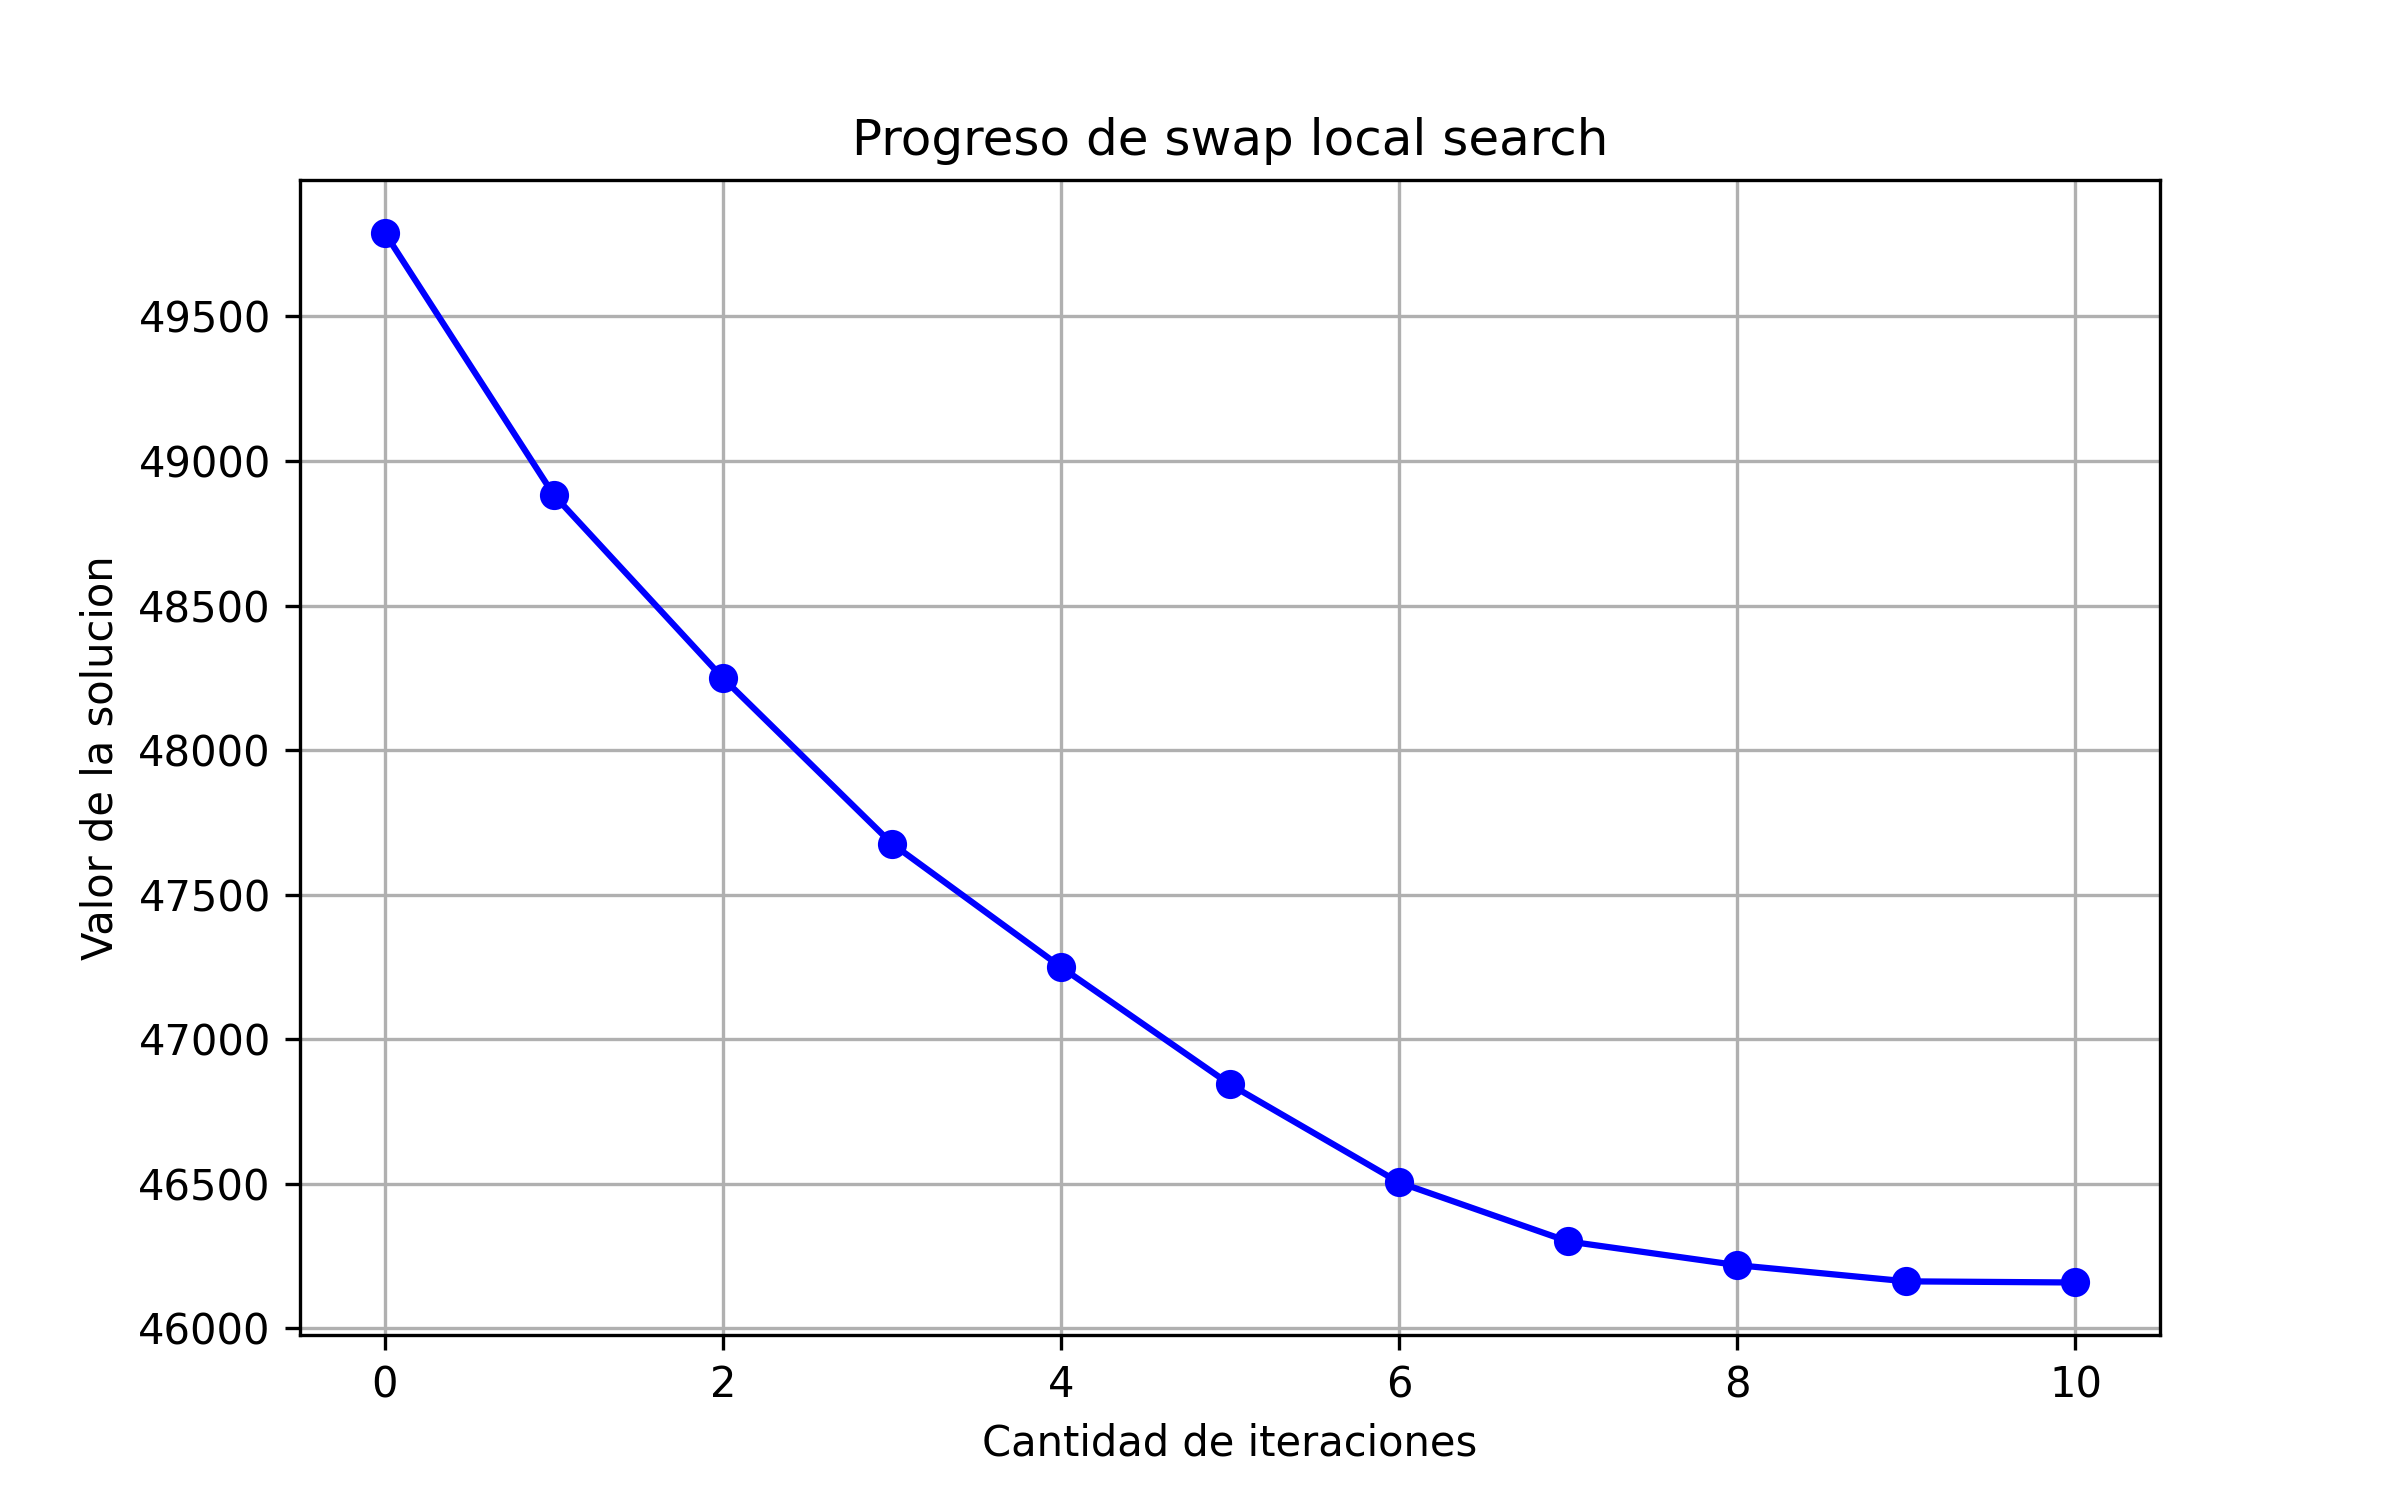 Progreso de swap local search
Valor de la solucion
49500
49000
48500
48000
47500
47000
46500
46000
0 2 4 6 8 10
Cantidad de iteraciones